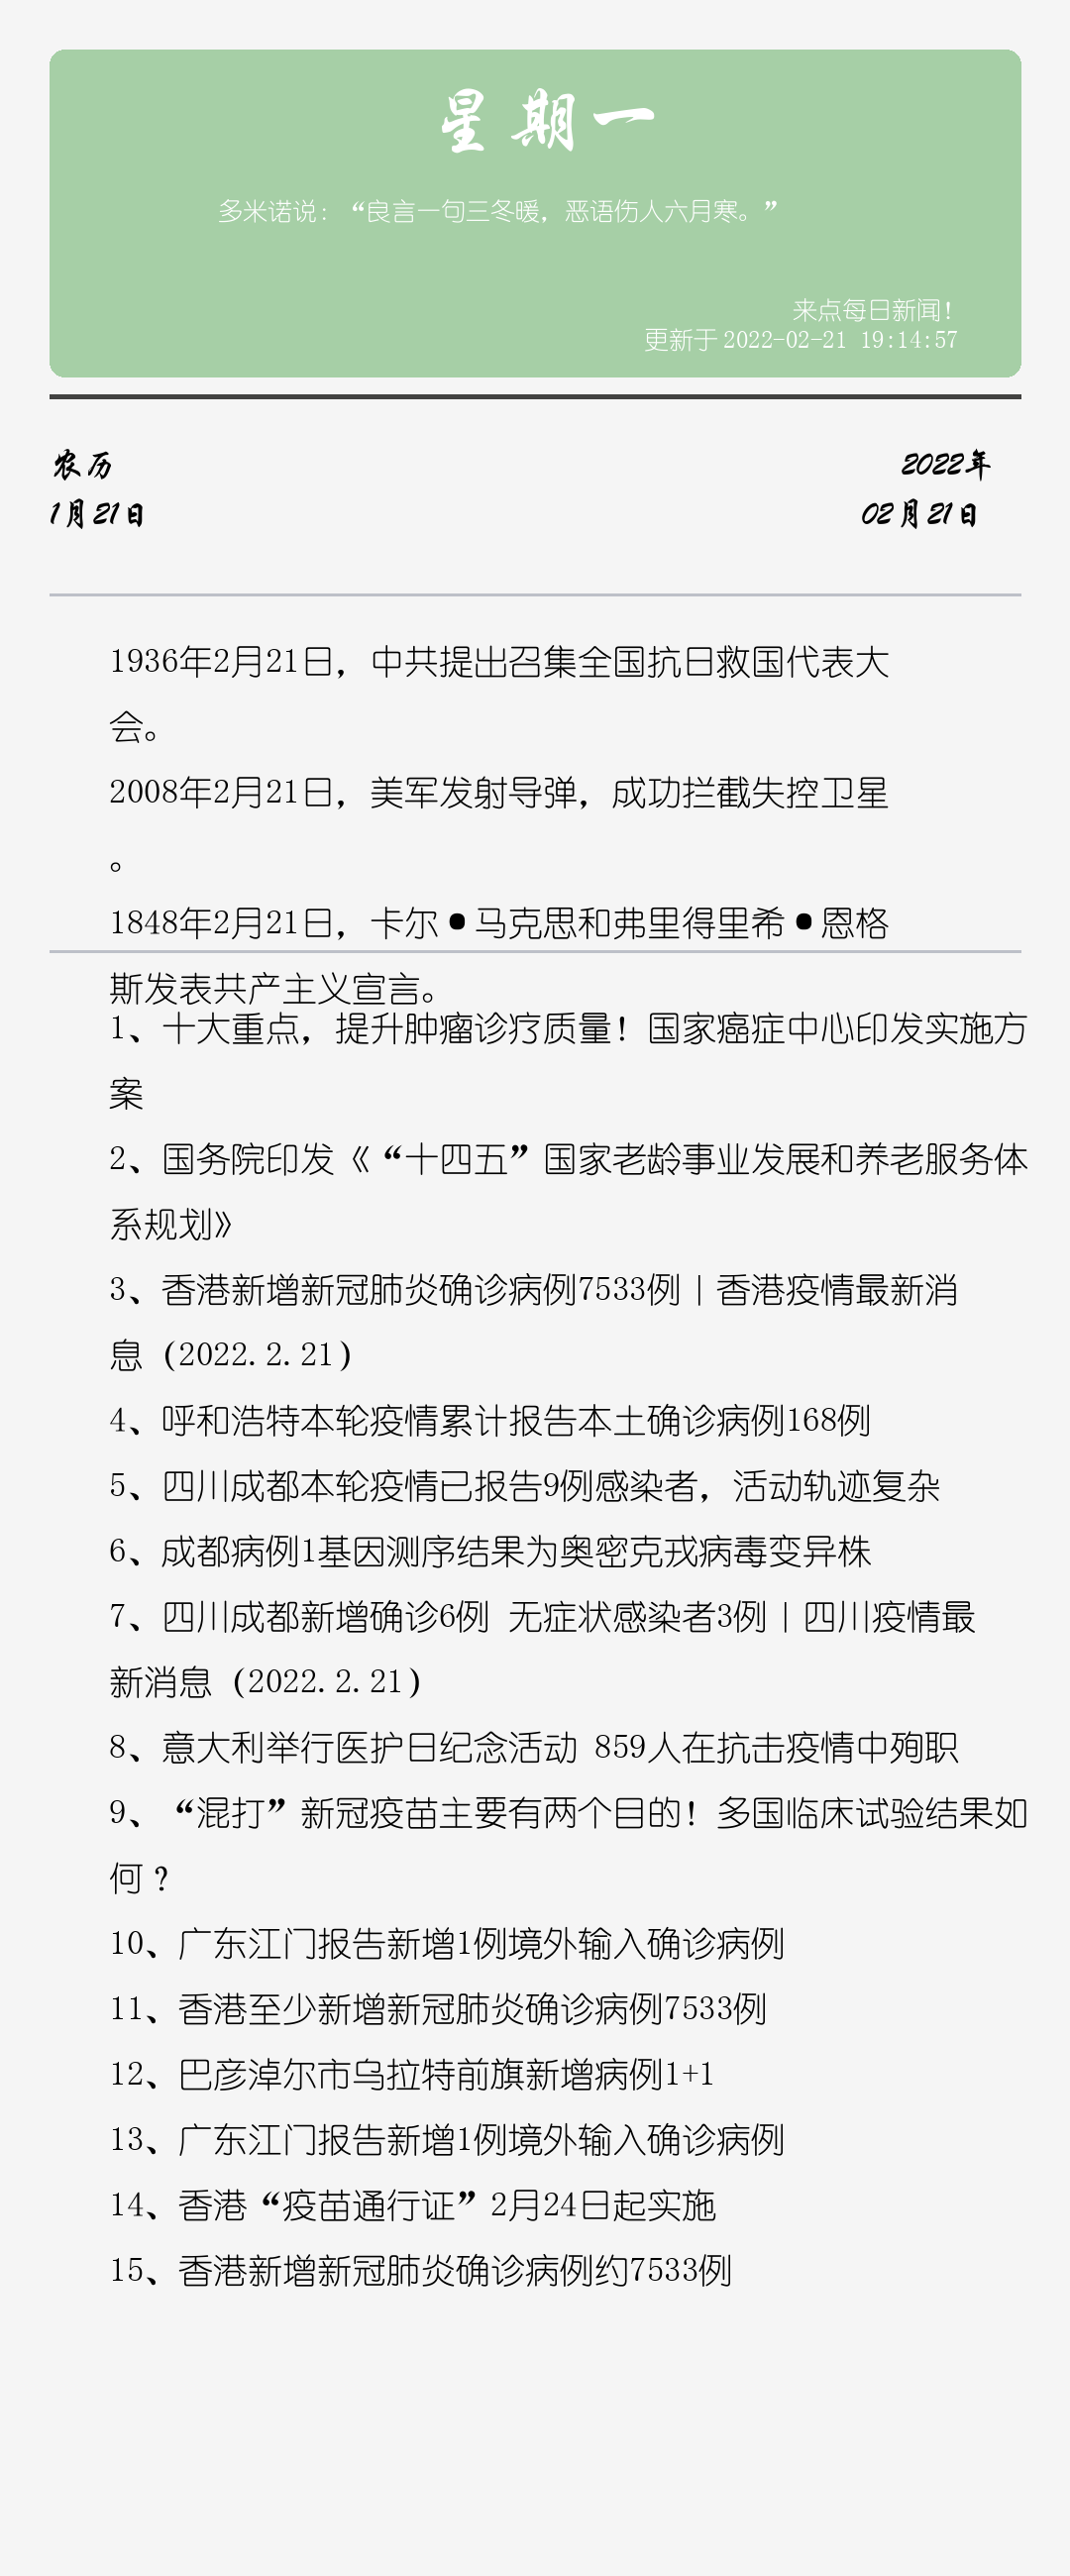 星期一
多米诺说：“良言一句三冬暖，恶语伤人六月寒。”
来点每日新闻！
更新于 2022-02-21 19:14:57
农历
2022年
1月21日
02月21日
1936年2月21日，中共提出召集全国抗日救国代表大
会。
2008年2月21日，美军发射导弹，成功拦截失控卫星
。
1848年2月21日，卡尔•马克思和弗里得里希•恩格
斯发表共产主义宣言。
1、十大重点，提升肿瘤诊疗质量！国家癌症中心印发实施方
案
2、国务院印发《“十四五”国家老龄事业发展和养老服务体
系规划》
3、香港新增新冠肺炎确诊病例7533例｜香港疫情最新消
息（2022.2.21）
4、呼和浩特本轮疫情累计报告本土确诊病例168例
5、四川成都本轮疫情已报告9例感染者，活动轨迹复杂
6、成都病例1基因测序结果为奥密克戎病毒变异株
7、四川成都新增确诊6例 无症状感染者3例｜四川疫情最
新消息（2022.2.21）
8、意大利举行医护日纪念活动 859人在抗击疫情中殉职
9、“混打”新冠疫苗主要有两个目的！多国临床试验结果如
何？
10、广东江门报告新增1例境外输入确诊病例
11、香港至少新增新冠肺炎确诊病例7533例
12、巴彦淖尔市乌拉特前旗新增病例1+1
13、广东江门报告新增1例境外输入确诊病例
14、香港“疫苗通行证”2月24日起实施
15、香港新增新冠肺炎确诊病例约7533例